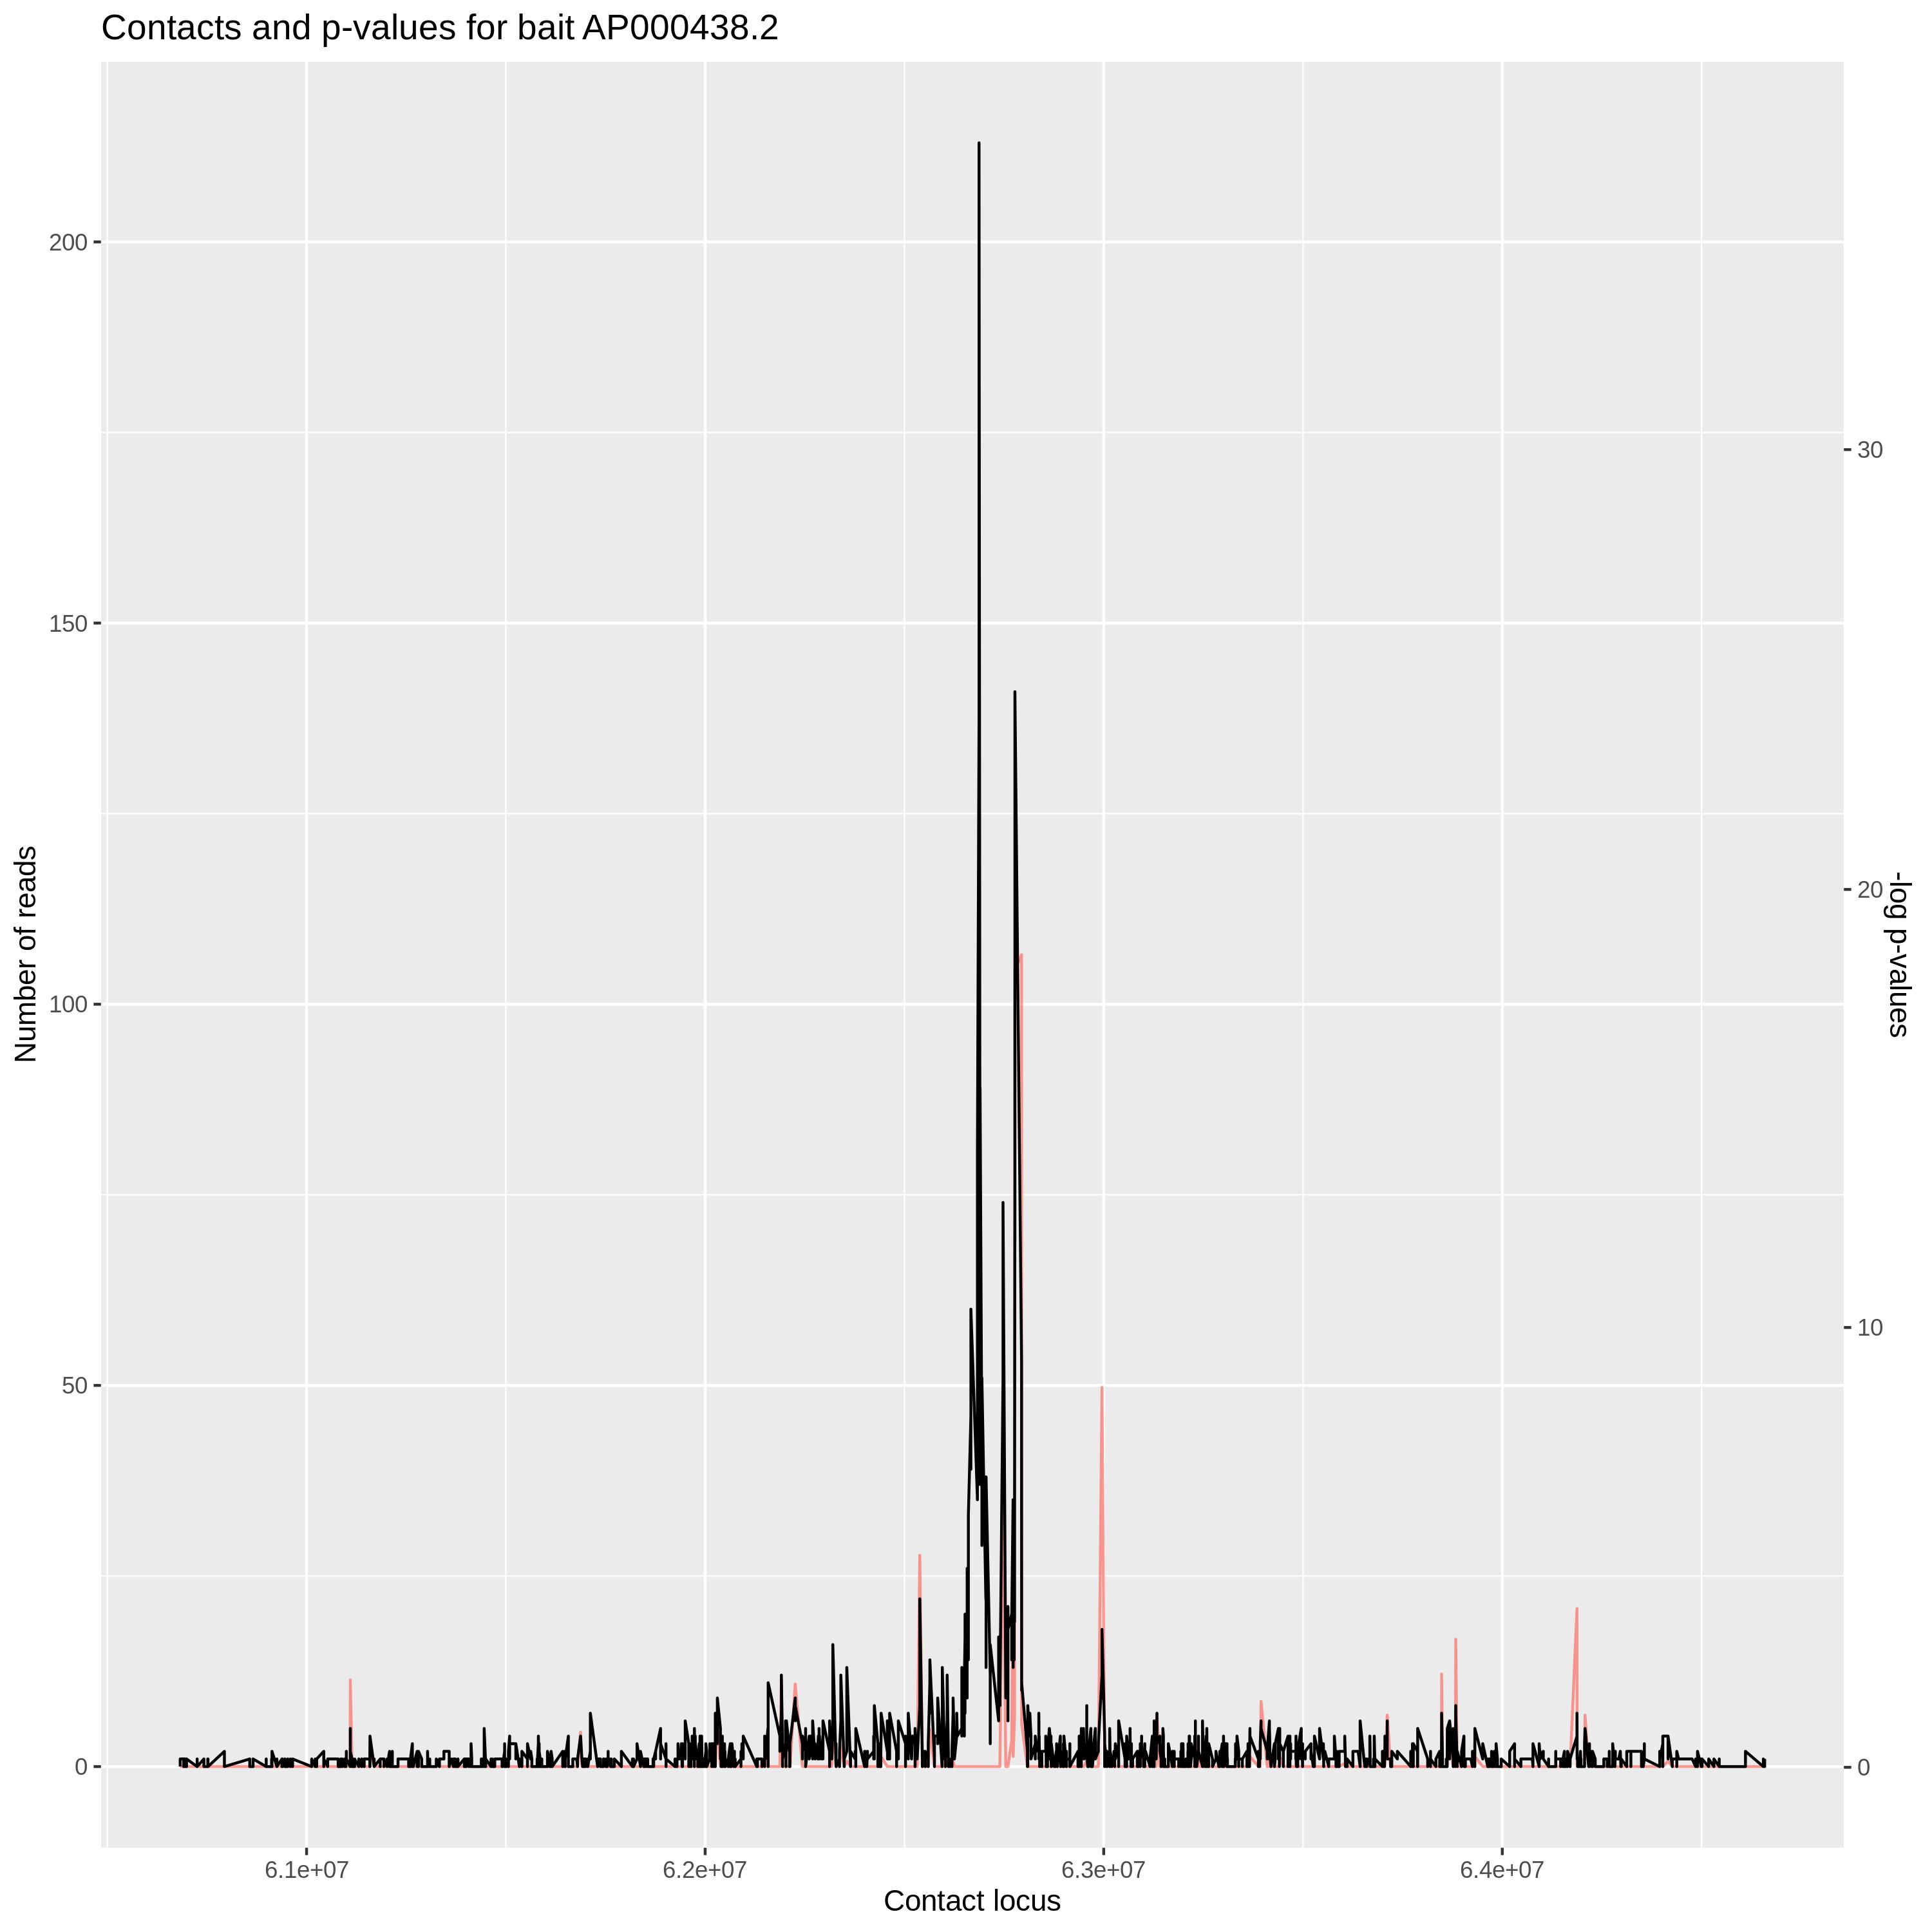 Contacts and p-values for bait AP000438.2
Number of reads
200
150
100
50
0
30
20
10
0
-log p-values
6.1e+07
6.2e+07
6.3e+07
6.4e+07
Contact locus